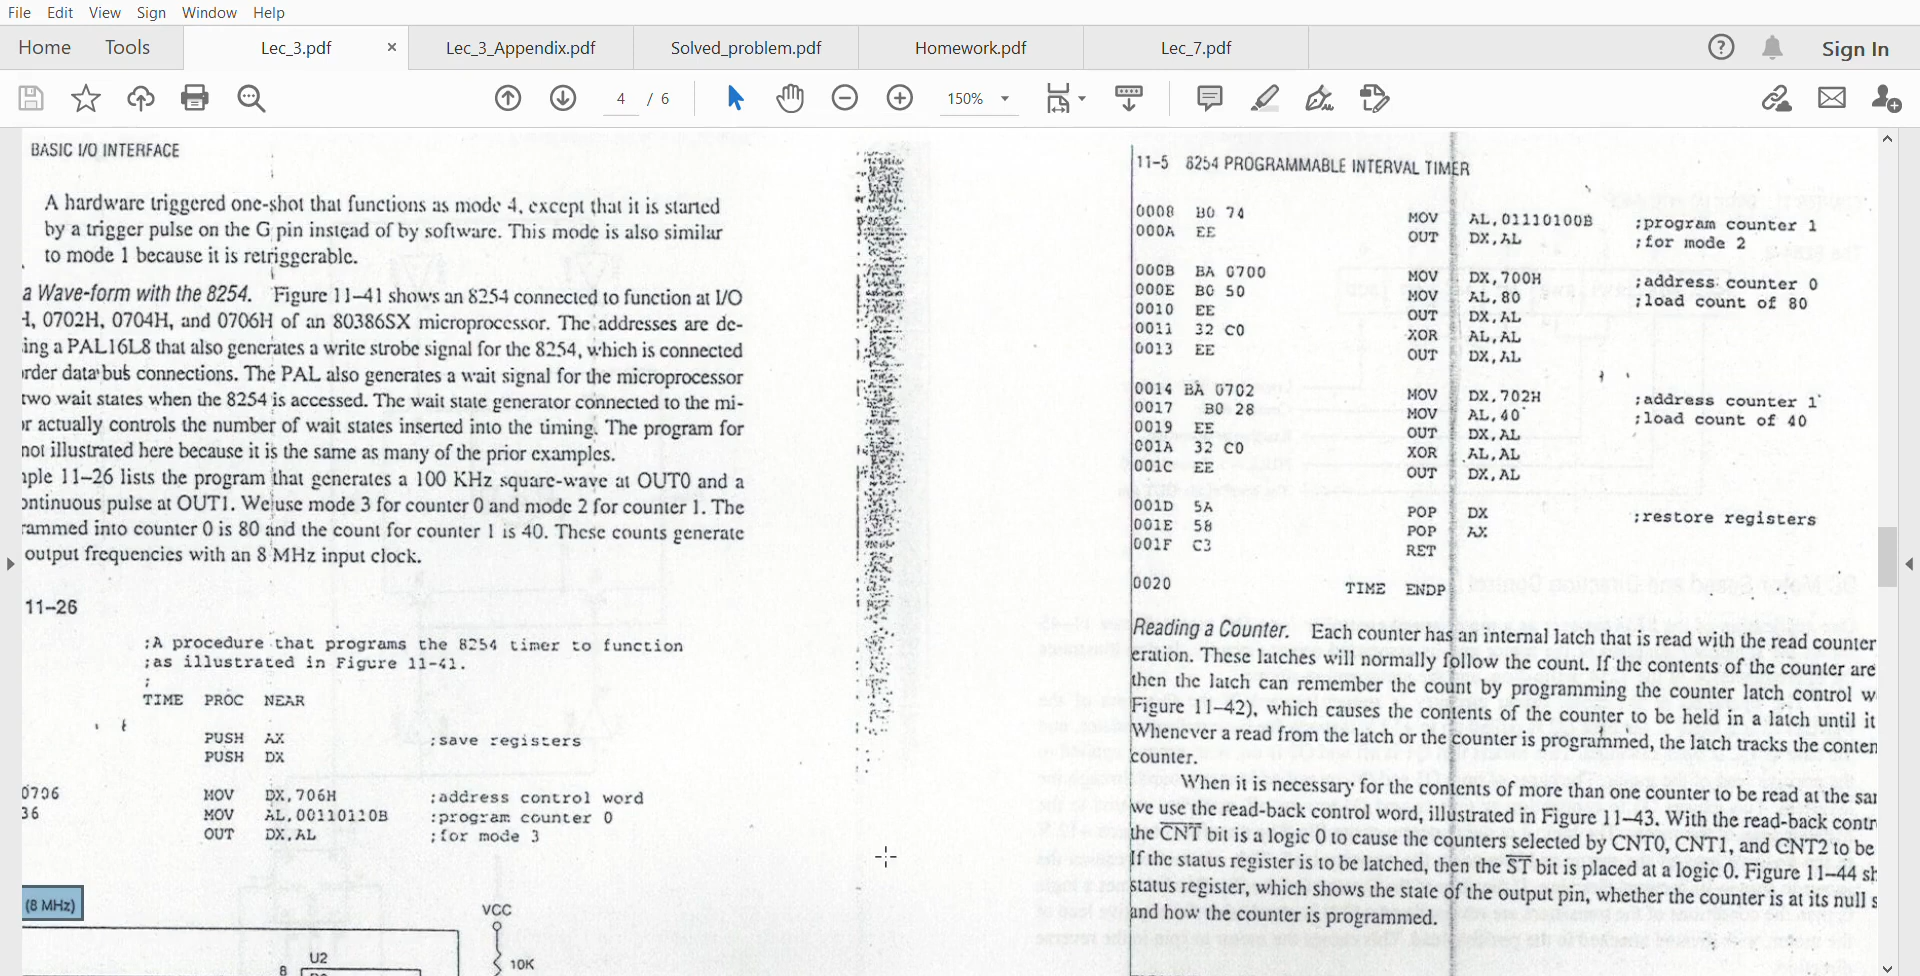 File Edit View Sign Window Help
Home Tools Lec_3.pdf × Lec_3_Appendix.pdf Solved_problem.pdf Homework.pdf Lec_7.pdf Sign In
4 / 6 150%
BASIC I/O INTERFACE
A hardware triggered one-shot that functions as mode 4, except that it is started
by a trigger pulse on the G pin instead of by software. This mode is also similar
to mode 1 because it is retriggerable.
a Wave-form with the 8254. Figure 11–41 shows an 8254 connected to function at I/O
H, 0702H, 0704H, and 0706H of an 80386SX microprocessor. The addresses are de-
ing a PAL16L8 that also generates a write strobe signal for the 8254, which is connected
rder data bus connections. The PAL also generates a wait signal for the microprocessor
two wait states when the 8254 is accessed. The wait state generator connected to the mi-
or actually controls the number of wait states inserted into the timing. The program for
not illustrated here because it is the same as many of the prior examples.
ple 11–26 lists the program that generates a 100 KHz square-wave at OUT0 and a
ontinuous pulse at OUT1. We use mode 3 for counter 0 and mode 2 for counter 1. The
rammed into counter 0 is 80 and the count for counter 1 is 40. These counts generate
output frequencies with an 8 MHz input clock.
11–26
;A procedure that programs the 8254 timer to function
;as illustrated in Figure 11-41.
;
TIME PROC NEAR
PUSH AX ;save registers
PUSH DX
0706 MOV DX,706H ;address control word
36 MOV AL,00110110B ;program counter 0
OUT DX,AL ;for mode 3
(8 MHz)
VCC
U2
10K
8
11–5 8254 PROGRAMMABLE INTERVAL TIMER
0008 B0 74 MOV AL,01110100B ;program counter 1
000A EE OUT DX,AL ;for mode 2
000B BA 0700 MOV DX,700H ;address counter 0
000E B0 50 MOV AL,80 ;load count of 80
0010 EE OUT DX,AL
0011 32 C0 XOR AL,AL
0013 EE OUT DX,AL
0014 BA 0702 MOV DX,702H ;address counter 1
0017 B0 28 MOV AL,40 ;load count of 40
0019 EE OUT DX,AL
001A 32 C0 XOR AL,AL
001C EE OUT DX,AL
001D 5A POP DX ;restore registers
001E 58 POP AX
001F C3 RET
0020 TIME ENDP
Reading a Counter. Each counter has an internal latch that is read with the read counter
eration. These latches will normally follow the count. If the contents of the counter are
then the latch can remember the count by programming the counter latch control w
Figure 11–42), which causes the contents of the counter to be held in a latch until it
Whenever a read from the latch or the counter is programmed, the latch tracks the conten
counter.
When it is necessary for the contents of more than one counter to be read at the sa
we use the read-back control word, illustrated in Figure 11–43. With the read-back contr
the CNT bit is a logic 0 to cause the counters selected by CNT0, CNT1, and CNT2 to be
If the status register is to be latched, then the ST bit is placed at a logic 0. Figure 11–44 sh
status register, which shows the state of the output pin, whether the counter is at its null s
and how the counter is programmed.